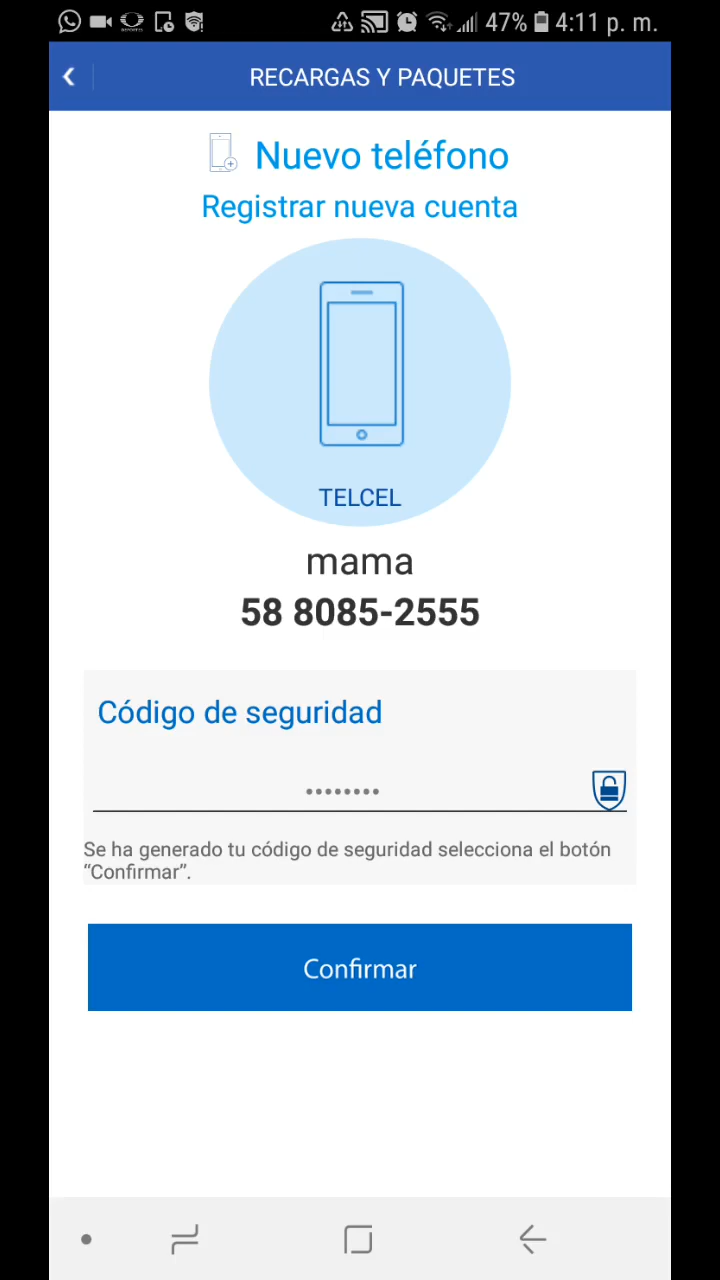 47% 4:11 p. m.
RECARGAS Y PAQUETES
Nuevo teléfono
Registrar nueva cuenta
TELCEL
mama
58 8085-2555
Código de seguridad
••••••••
Se ha generado tu código de seguridad selecciona el botón
“Confirmar”.
Confirmar